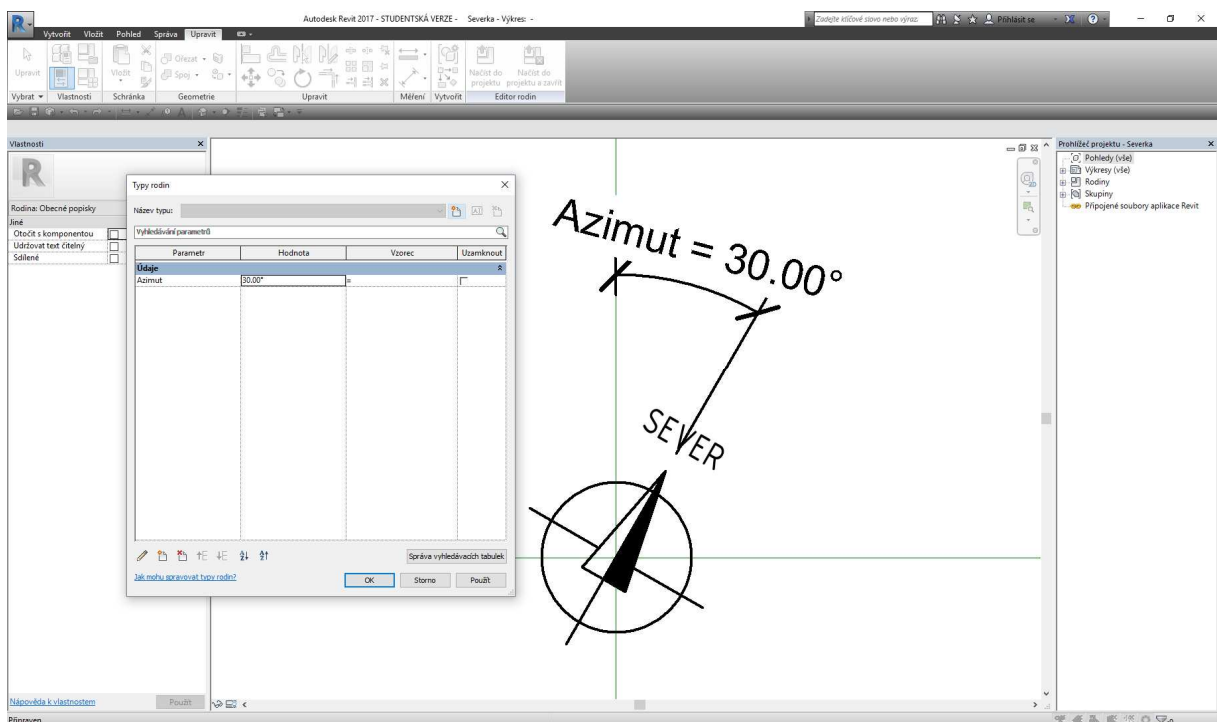 Autodesk Revit 2017 - STUDENTSKÁ VERZE - Severka - Výkres: -
Zadejte klíčové slovo nebo výraz.
Přihlásit se
Vytvořit Vložit Pohled Správa Upravit
Upravit
Vložit
Ořezat
Spoj
Načíst do projektu
Načíst do projektu a zavřít
Vybrat Vlastnosti Schránka Geometrie Upravit Měření Vytvořit Editor rodin
Vlastnosti
Rodina: Obecné popisky
Jiné
Otočit s komponentou
Udržovat text čitelný
Sdílené
Nápověda k vlastnostem
Použít
Připraven
Typy rodin
Název typu:
Vyhledávání parametrů
Parametr Hodnota Vzorec Uzamknout
Údaje
Azimut 30.00° =
Správa vyhledávacích tabulek
Jak mohu spravovat typy rodin?
OK Storno Použít
Azimut = 30.00°
SEVER
Prohlížeč projektu - Severka
Pohledy (vše)
Výkresy (vše)
Rodiny
Skupiny
Připojené soubory aplikace Revit